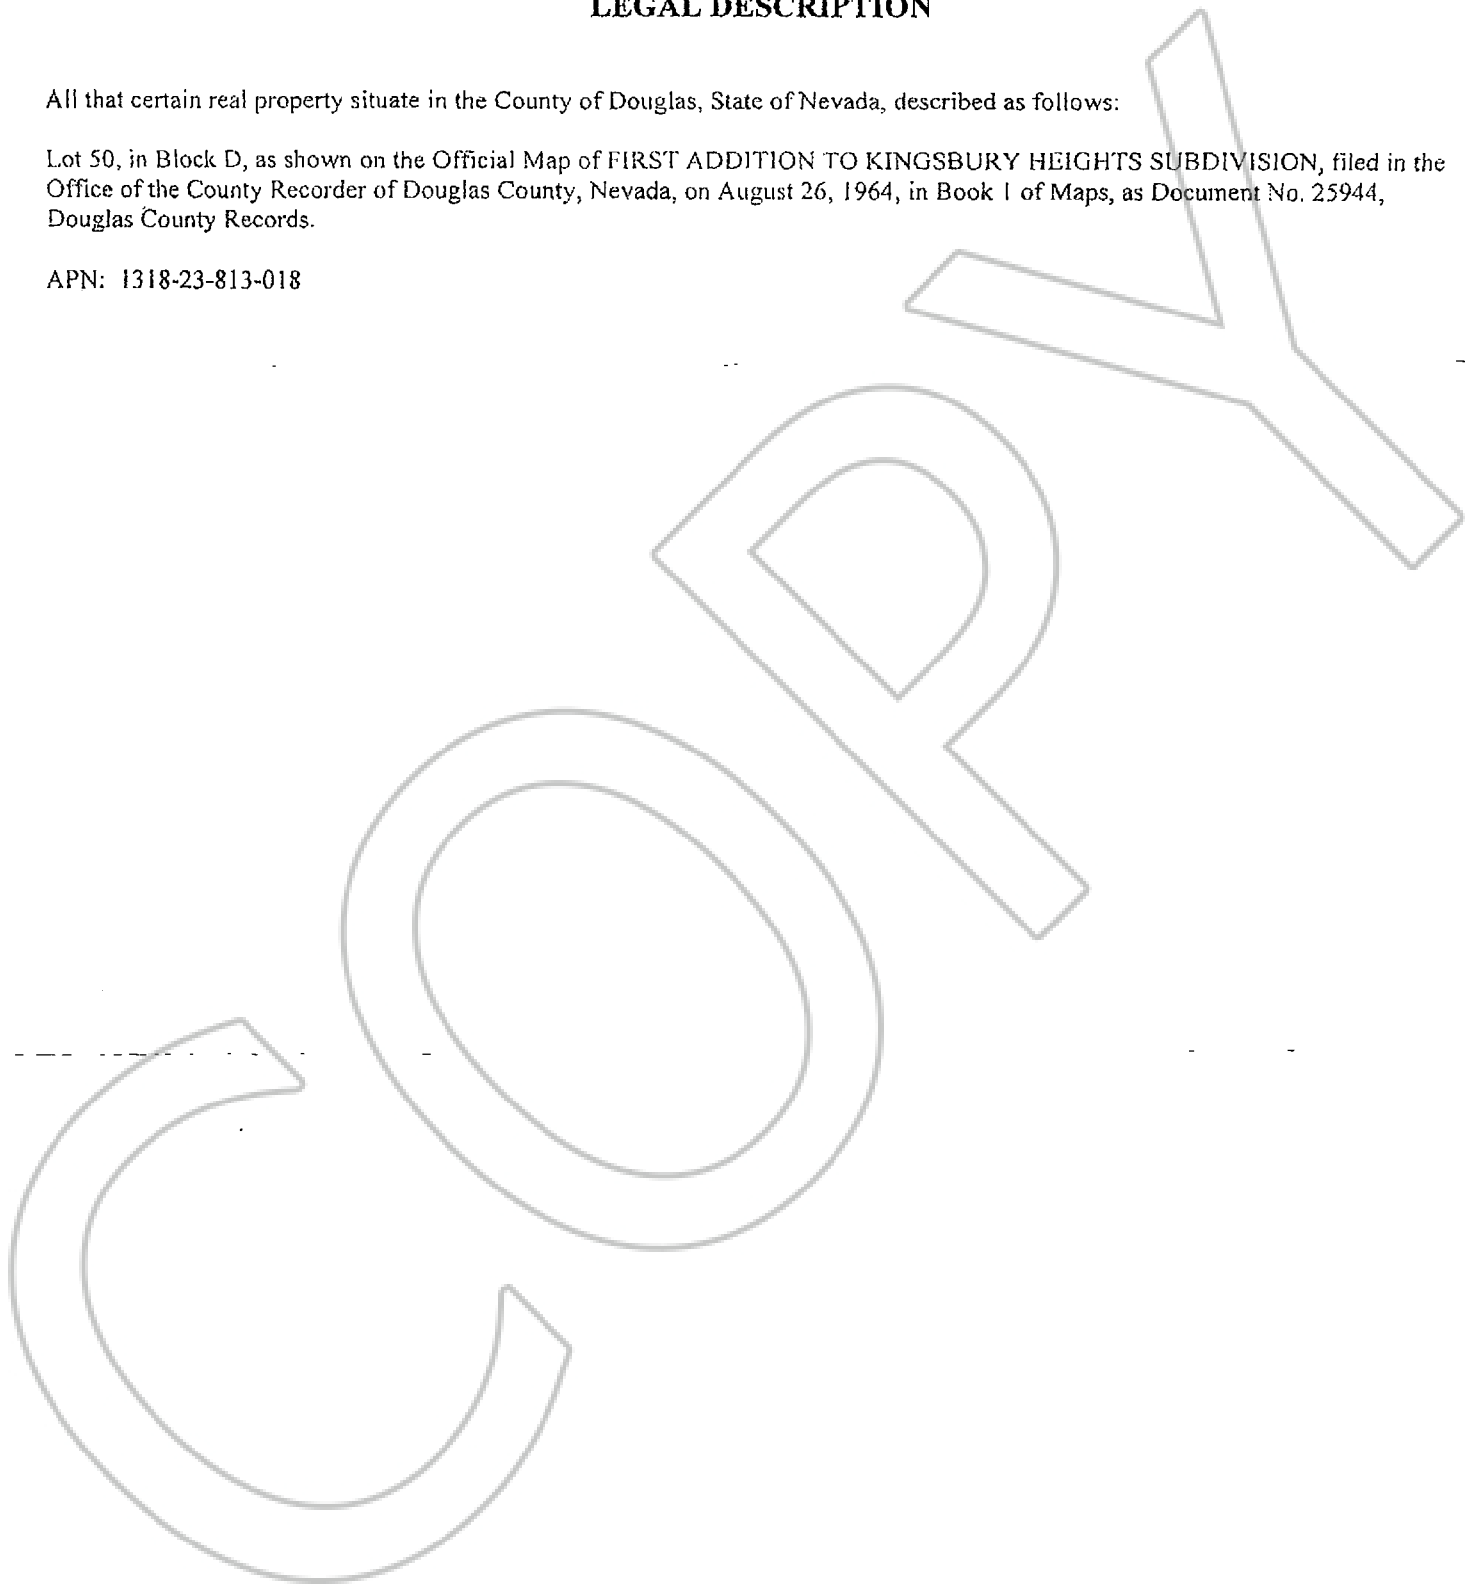 LEGAL DESCRIPTION
All that certain real property situate in the County of Douglas, State of Nevada, described as follows:
Lot 50, in Block D, as shown on the Official Map of FIRST ADDITION TO KINGSBURY HEIGHTS SUBDIVISION, filed in the
Office of the County Recorder of Douglas County, Nevada, on August 26, 1964, in Book 1 of Maps, as Document No. 25944,
Douglas County Records.
APN: 1318-23-813-018
COPY